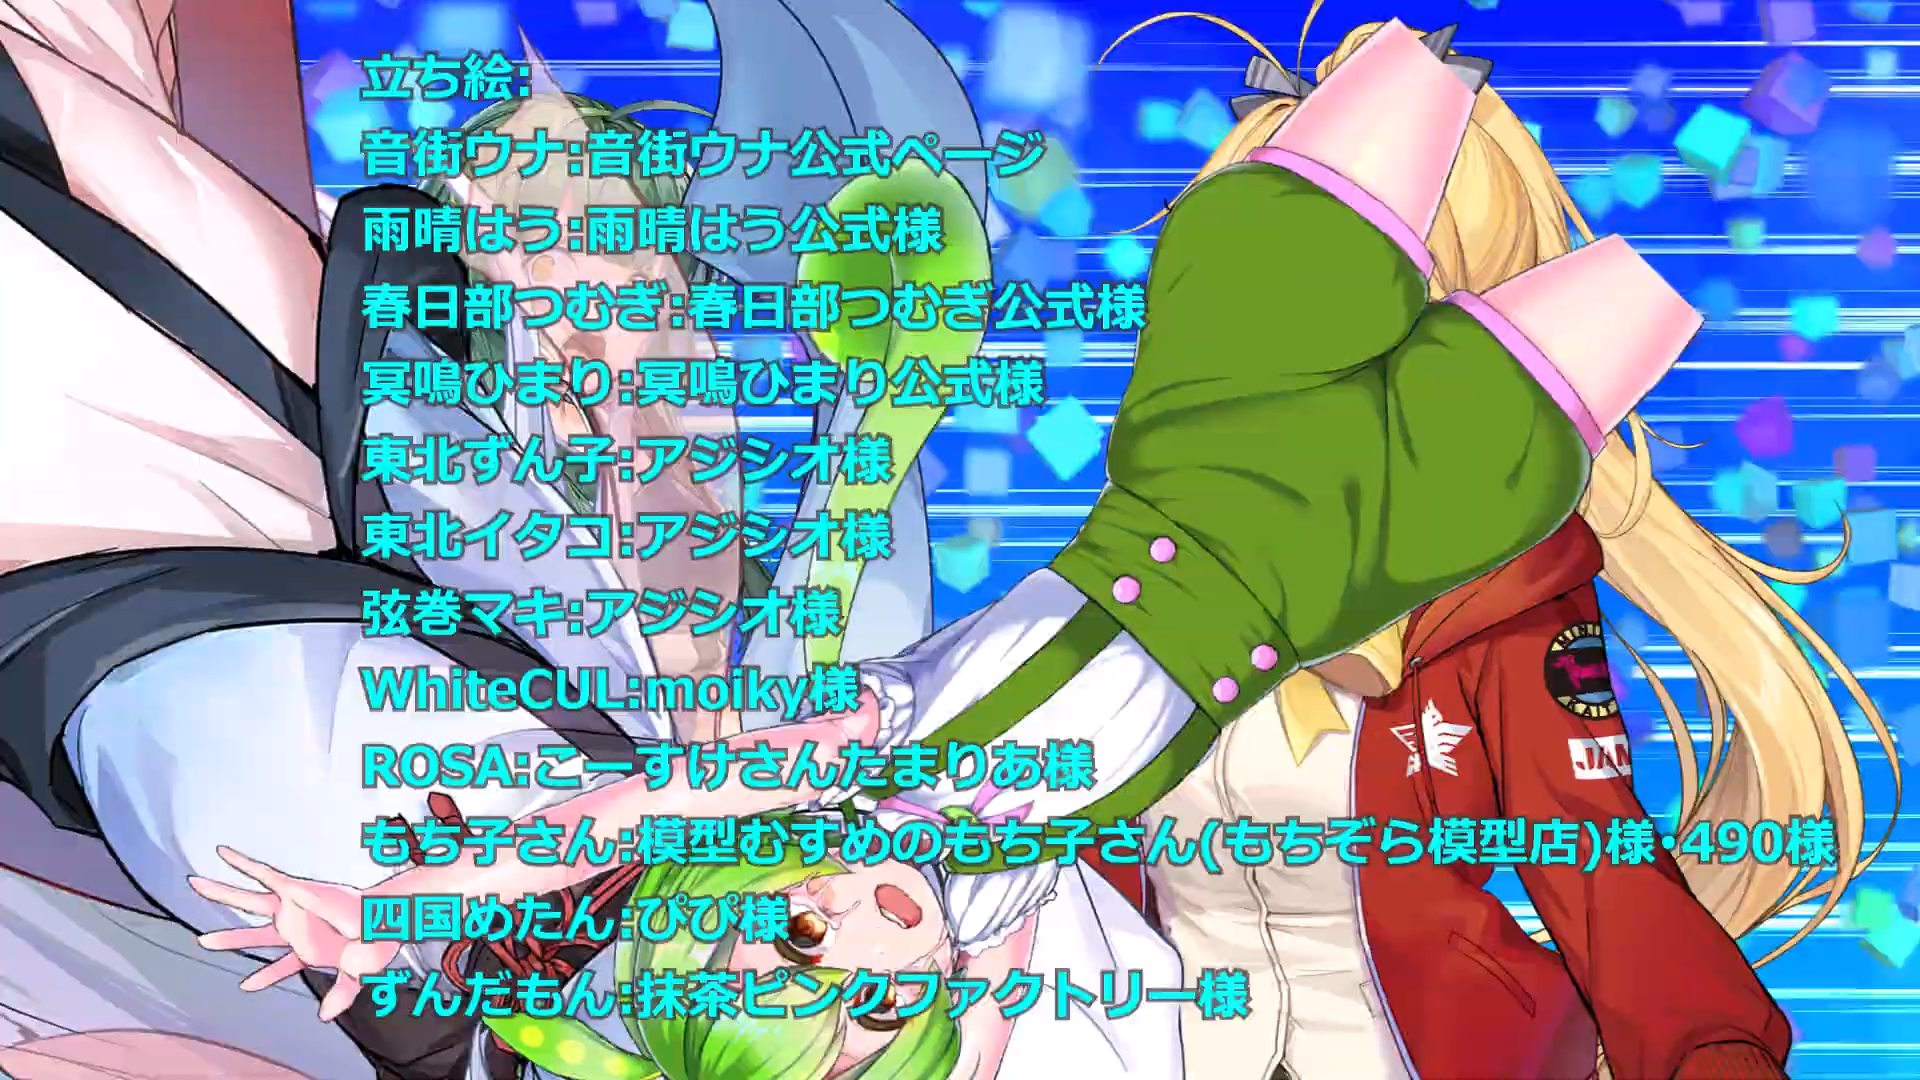 立ち絵:
音街ウナ:音街ウナ公式ページ
雨晴はう:雨晴はう公式様
春日部つむぎ:春日部つむぎ公式様
冥鳴ひまり:冥鳴ひまり公式様
東北ずん子:アジシオ様
東北イタコ:アジシオ様
弦巻マキ:アジシオ様
WhiteCUL:moiky様
ROSA:こーすけさんたまりあ様
もち子さん:模型むすめのもち子さん(もちぞら模型店)様・490様
四国めたん:ぴぴ様
ずんだもん:抹茶ピンクファクトリー様
JAM